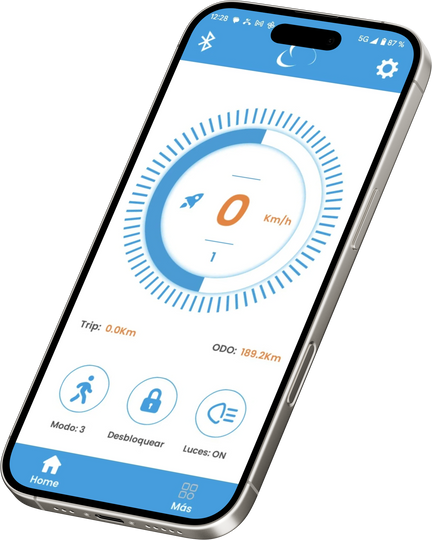 12:28 5G 87 %
0 Km/h
1
Trip: 0.0Km
ODO: 189.2Km
Modo: 3
Desbloquear
Luces: ON
Home
Más